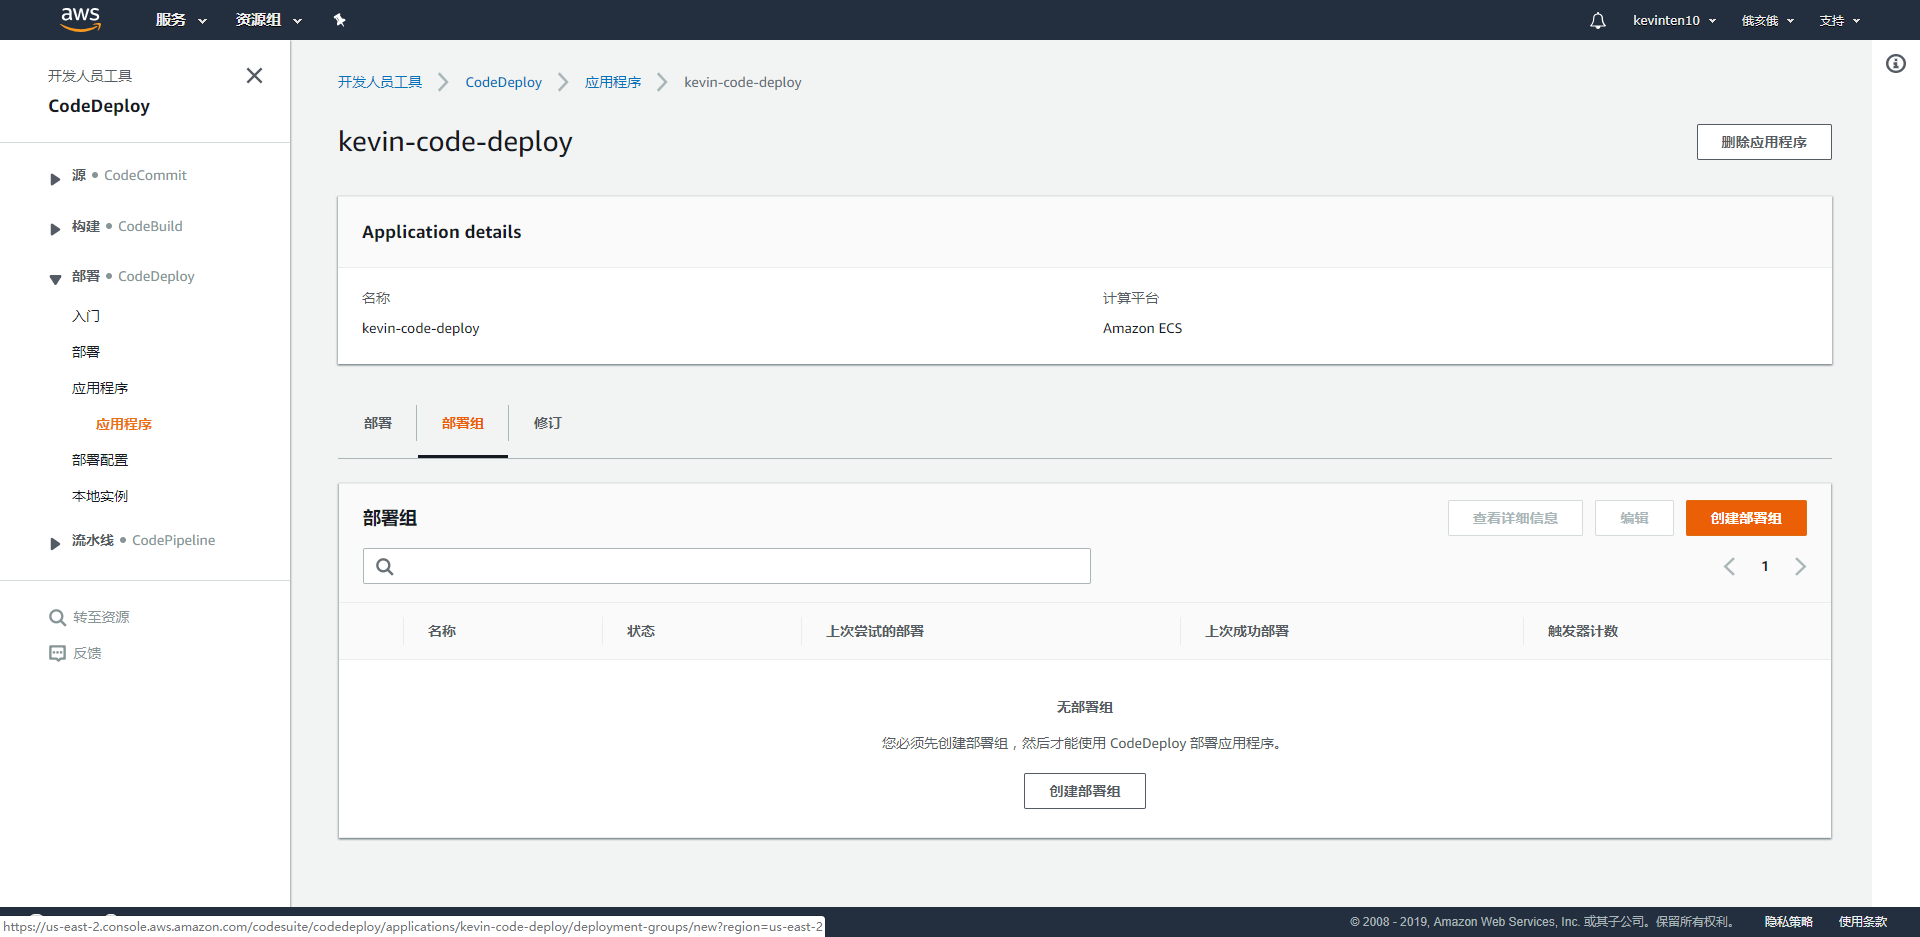 aws 服务 资源组 kevinten10 俄亥俄 支持
开发人员工具
CodeDeploy
源 • CodeCommit
构建 • CodeBuild
部署 • CodeDeploy
入门
部署
应用程序
应用程序
部署配置
本地实例
流水线 • CodePipeline
转至资源
反馈
开发人员工具 CodeDeploy 应用程序 kevin-code-deploy
kevin-code-deploy 删除应用程序
Application details
名称 计算平台
kevin-code-deploy Amazon ECS
部署 部署组 修订
部署组 查看详细信息 编辑 创建部署组
1
名称 状态 上次尝试的部署 上次成功部署 触发器计数
无部署组
您必须先创建部署组，然后才能使用 CodeDeploy 部署应用程序。
创建部署组
https://us-east-2.console.aws.amazon.com/codesuite/codedeploy/applications/kevin-code-deploy/deployment-groups/new?region=us-east-2
© 2008 - 2019, Amazon Web Services, Inc. 或其子公司。保留所有权利。 隐私策略 使用条款